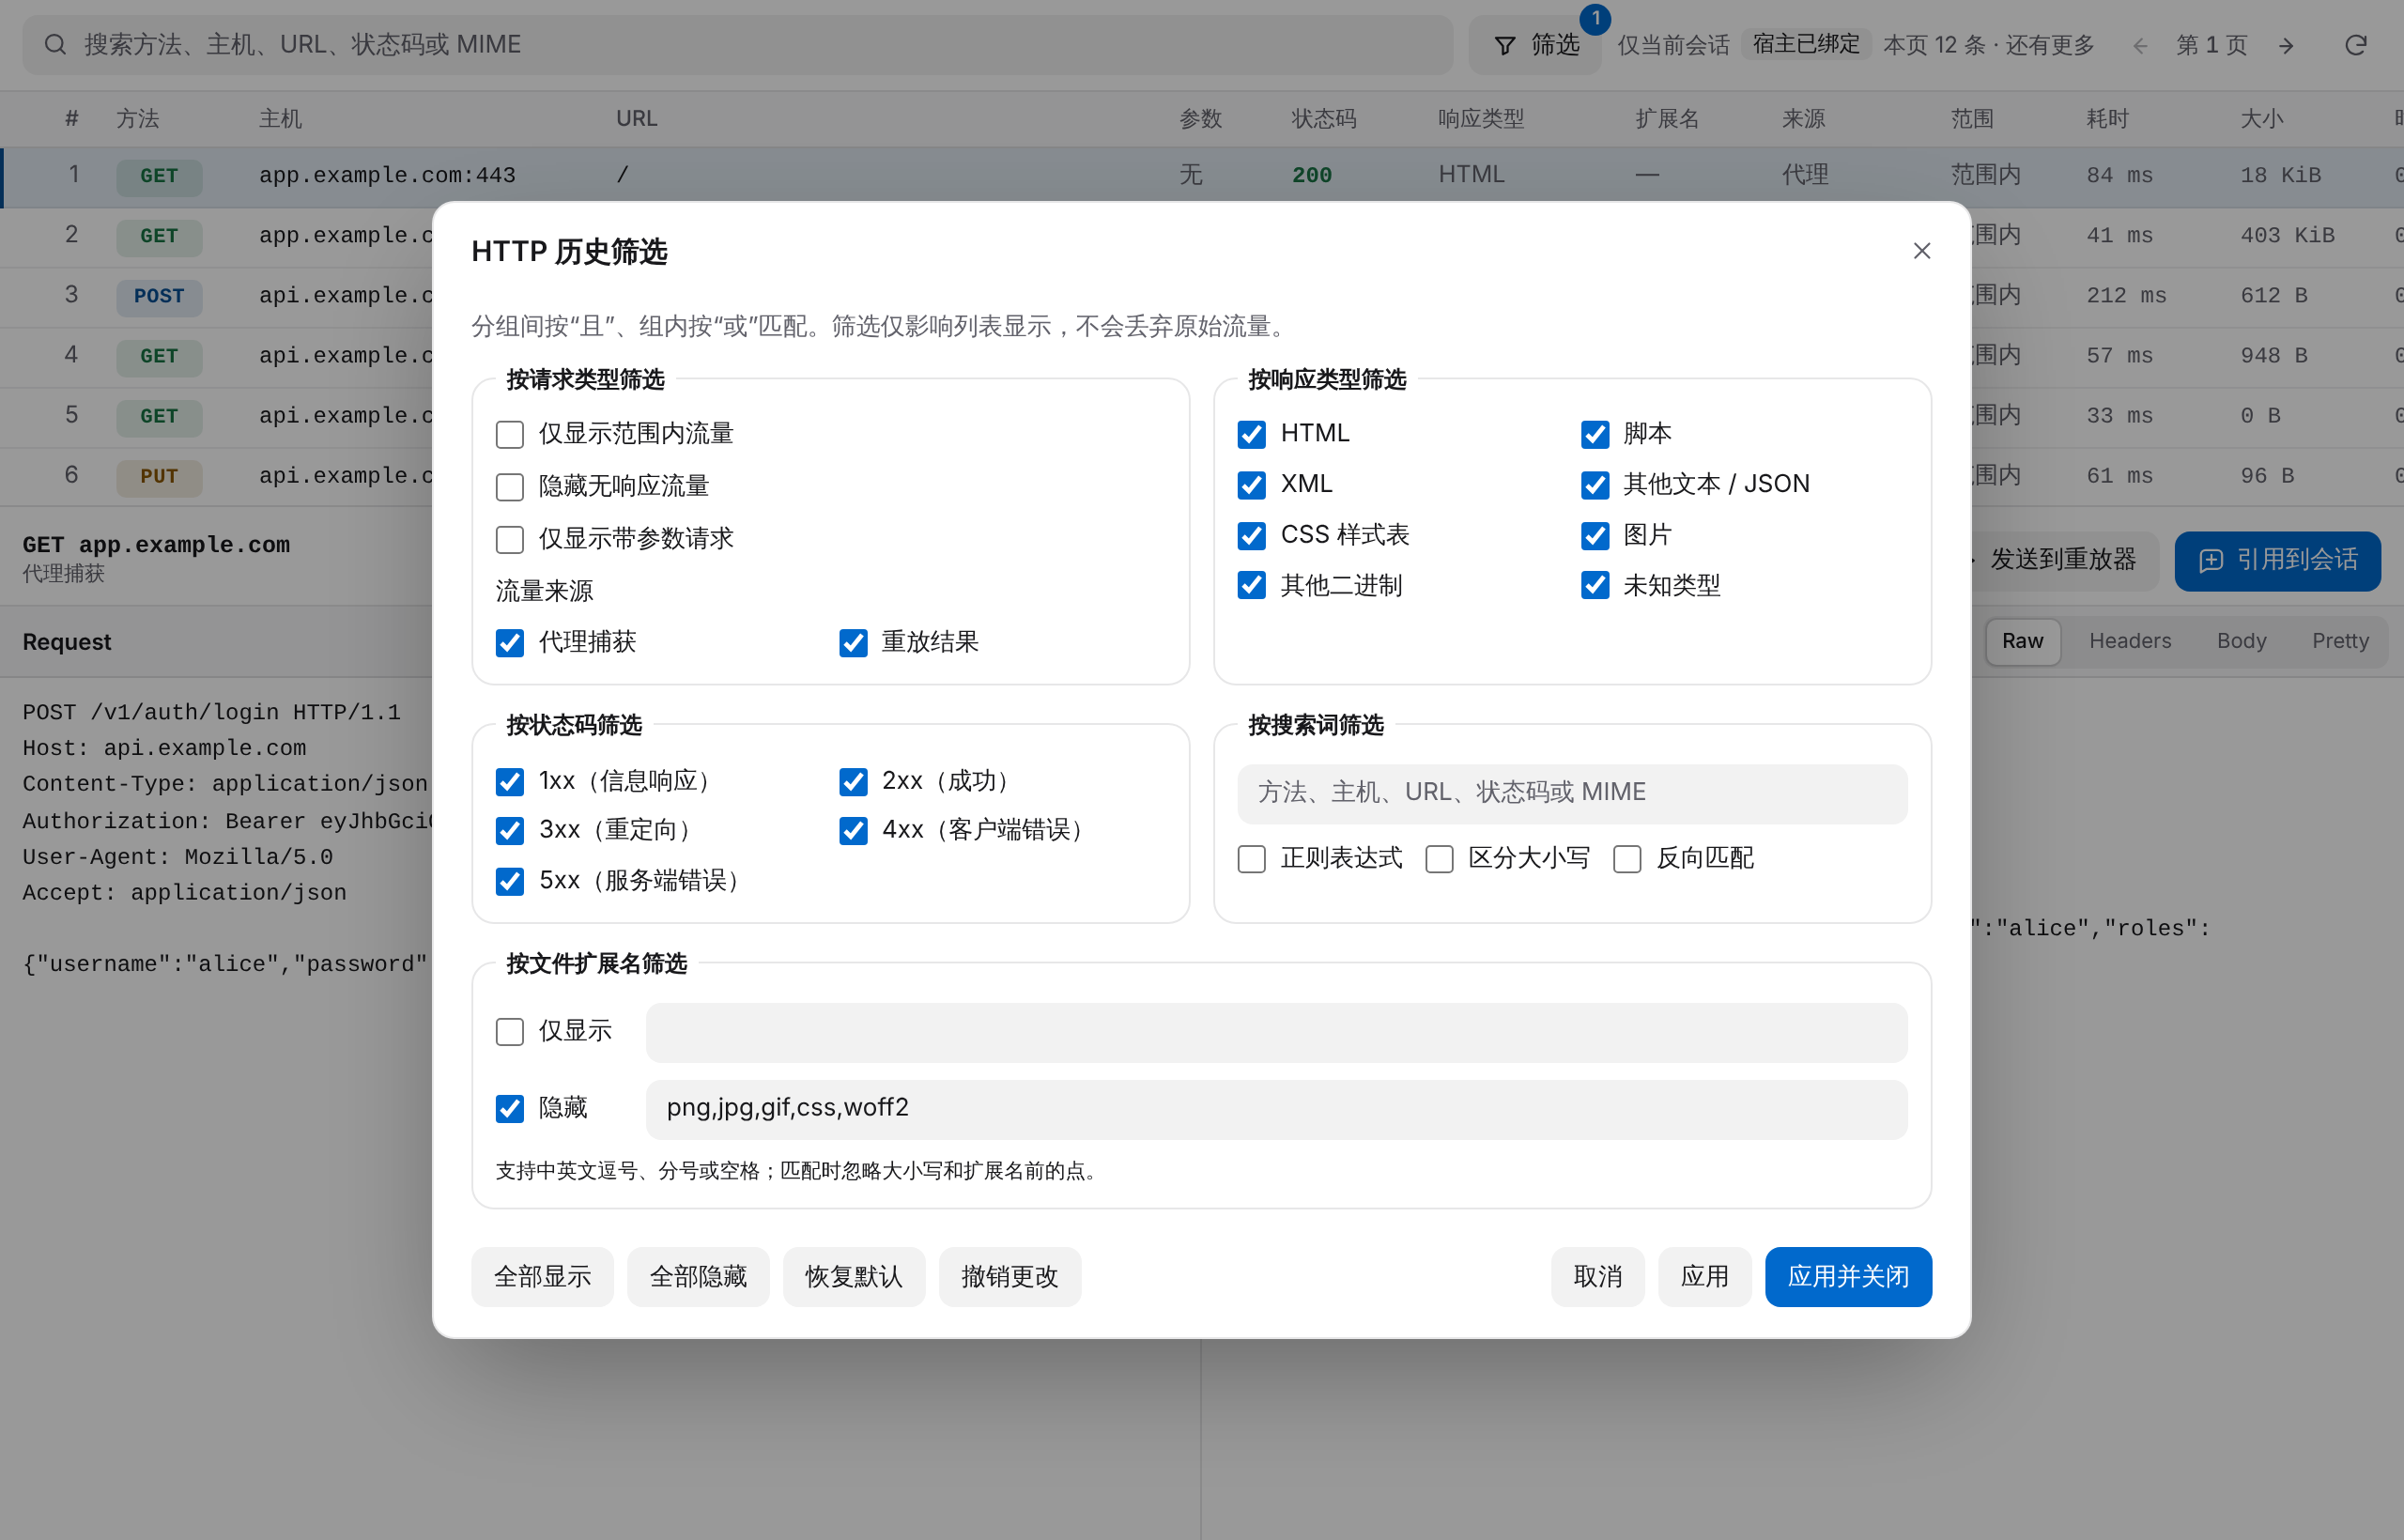 搜索方法、主机、URL、状态码或 MIME
筛选
1
仅当前会话
宿主已绑定
本页 12 条 · 还有更多
第 1 页
# 方法 主机 URL 参数 状态码 响应类型 扩展名 来源 范围 耗时 大小
1 GET app.example.com:443 / 无 200 HTML — 代理 范围内 84 ms 18 KiB
2 GET 围内 41 ms 403 KiB
3 POST 围内 212 ms 612 B
4 GET 围内 57 ms 948 B
5 GET 围内 33 ms 0 B
6 PUT 围内 61 ms 96 B
GET app.example.com
代理捕获
发送到重放器
引用到会话
Request
Raw Headers Body Pretty
POST /v1/auth/login HTTP/1.1
Host: api.example.com
Content-Type: application/json
Authorization: Bearer
User-Agent: Mozilla/5.0
Accept: application/json
{"username":"alice","password"
":"alice","roles":
HTTP 历史筛选
分组间按“且”、组内按“或”匹配。筛选仅影响列表显示，不会丢弃原始流量。
按请求类型筛选
仅显示范围内流量
隐藏无响应流量
仅显示带参数请求
流量来源
代理捕获 重放结果
按响应类型筛选
HTML 脚本
XML 其他文本 / JSON
CSS 样式表 图片
其他二进制 未知类型
按状态码筛选
1xx（信息响应） 2xx（成功）
3xx（重定向） 4xx（客户端错误）
5xx（服务端错误）
按搜索词筛选
方法、主机、URL、状态码或 MIME
正则表达式 区分大小写 反向匹配
按文件扩展名筛选
仅显示
隐藏 png,jpg,gif,css,woff2
支持中英文逗号、分号或空格；匹配时忽略大小写和扩展名前的点。
全部显示 全部隐藏 恢复默认 撤销更改 取消 应用 应用并关闭